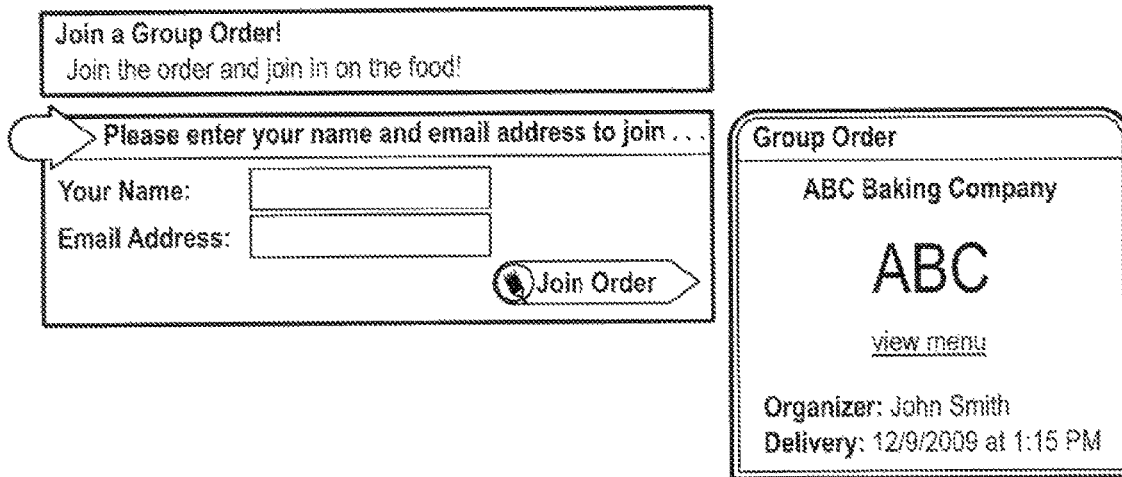 Join a Group Order!
Join the order and join in on the food!
Please enter your name and email address to join . . .
Your Name:
Email Address:
Join Order
Group Order
ABC Baking Company
ABC
view menu
Organizer: John Smith
Delivery: 12/9/2009 at 1:15 PM